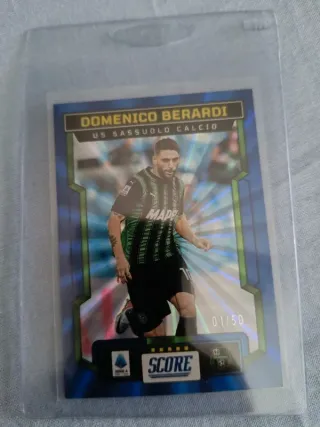 DOMENICO BERARDI
US SASSUOLO CALCIO
MAPEI
01/50
SCORE